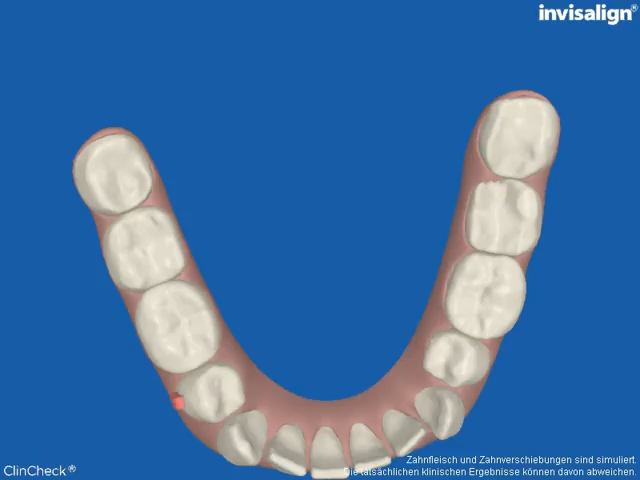 invisalign®
Zahnfleisch und Zahnverschiebungen sind simuliert.
Die tatsächlichen klinischen Ergebnisse können davon abweichen.
ClinCheck®